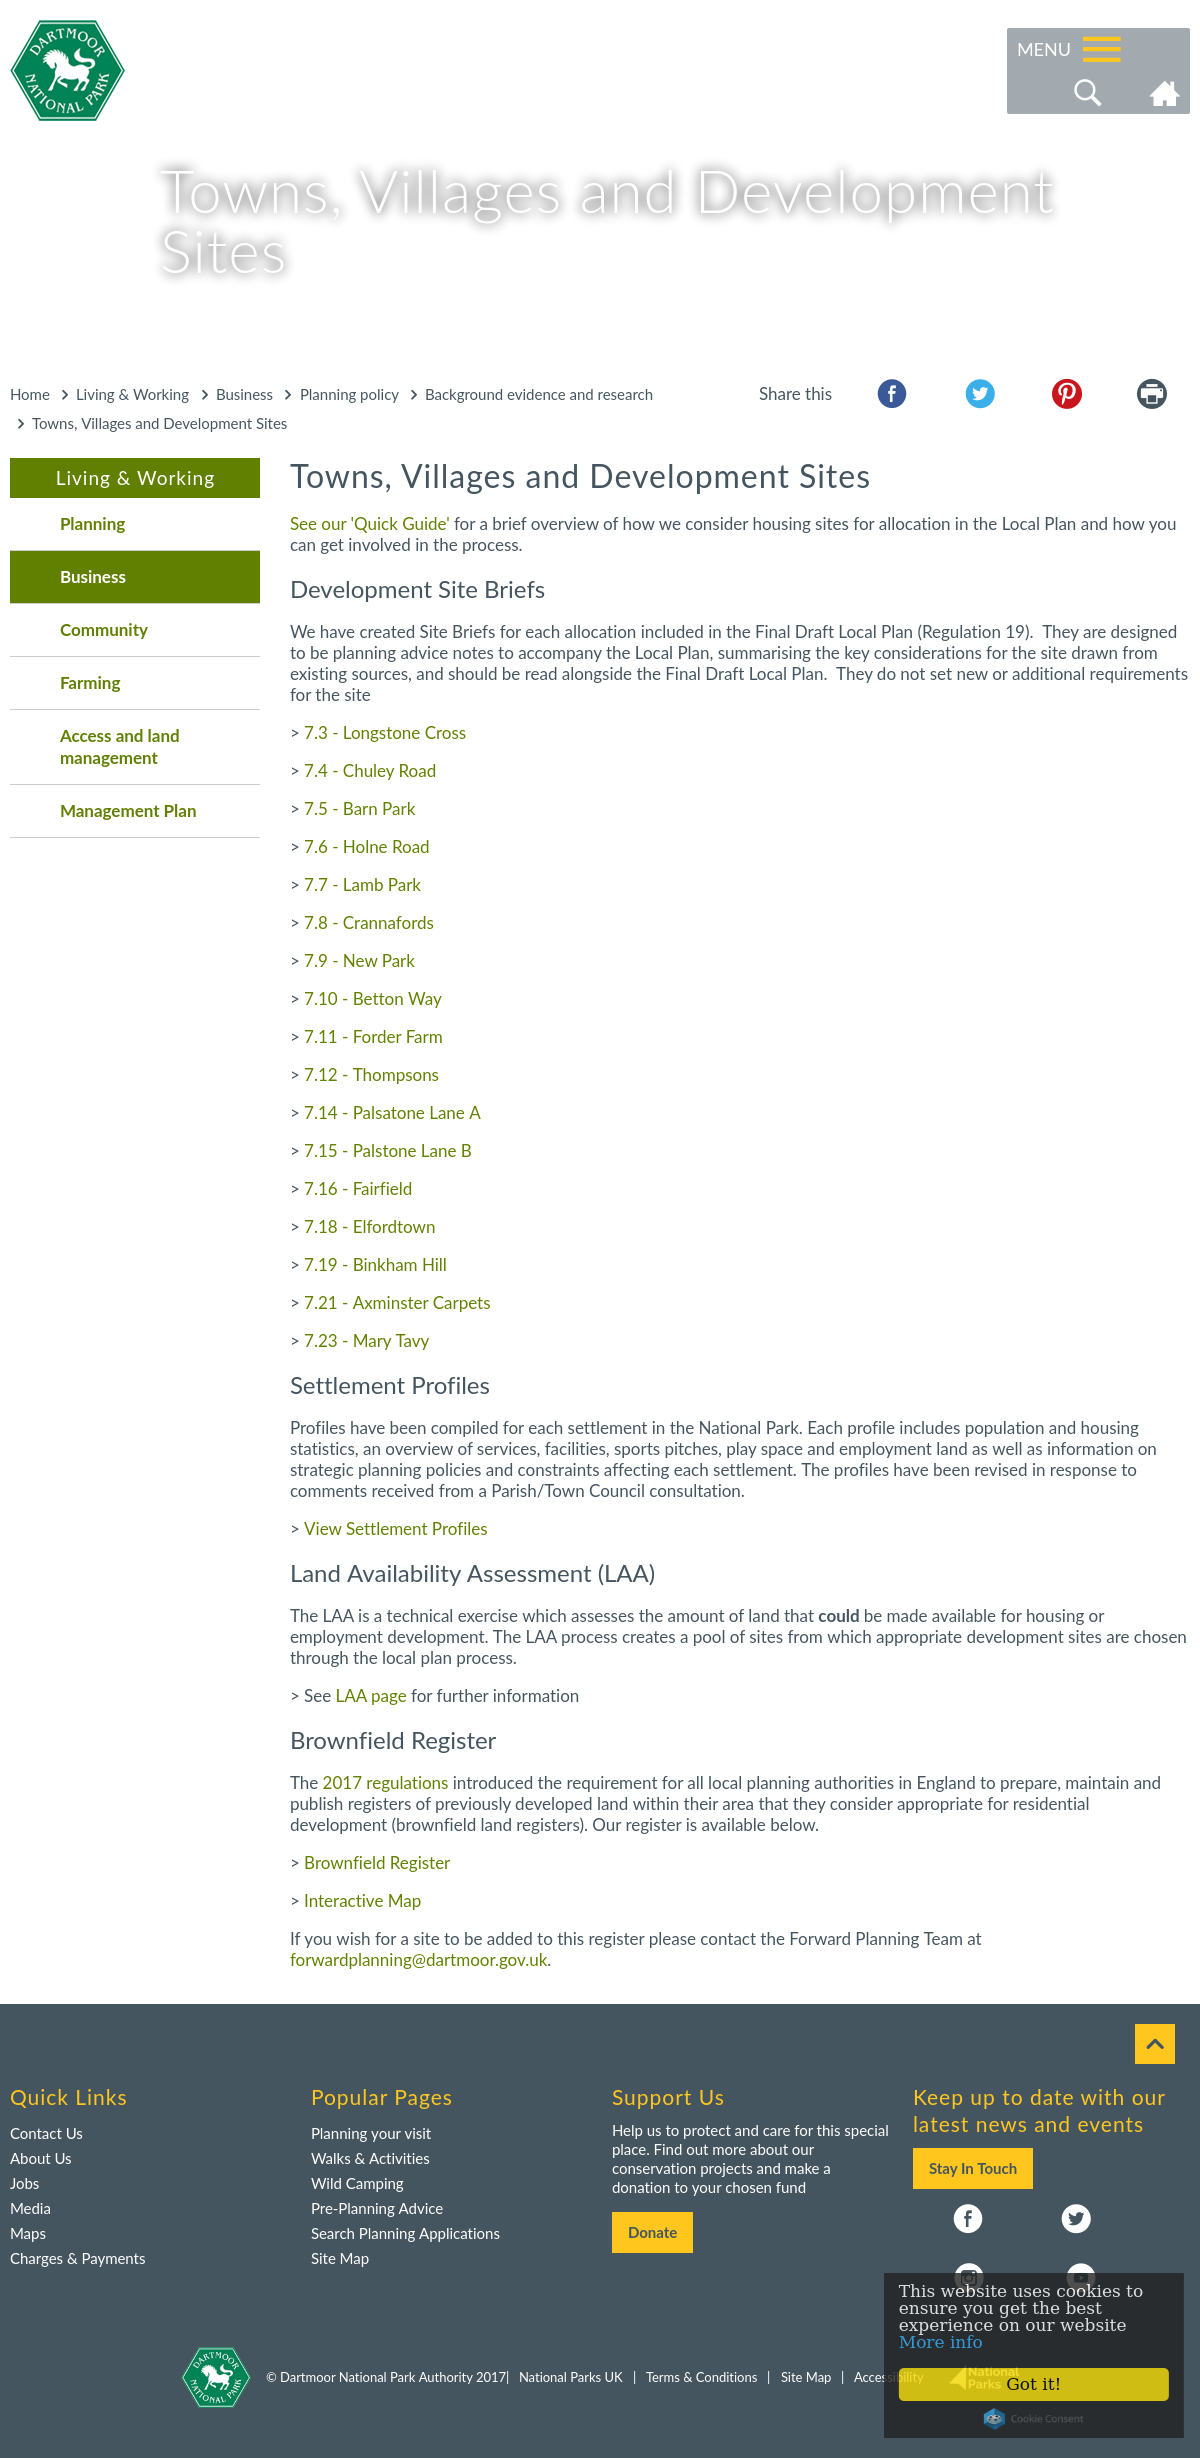 DARTMOOR
NATIONAL PARK
MENU
Towns, Villages and Development
Sites
Home
Living & Working
Business
Planning policy
Background evidence and research
Towns, Villages and Development Sites
Share this
Living & Working
Planning
Business
Community
Farming
Access and land
management
Management Plan
Towns, Villages and Development Sites
See our 'Quick Guide' for a brief overview of how we consider housing sites for allocation in the Local Plan and how you
can get involved in the process.
Development Site Briefs
We have created Site Briefs for each allocation included in the Final Draft Local Plan (Regulation 19).  They are designed
to be planning advice notes to accompany the Local Plan, summarising the key considerations for the site drawn from
existing sources, and should be read alongside the Final Draft Local Plan.  They do not set new or additional requirements
for the site
> 7.3 - Longstone Cross
> 7.4 - Chuley Road
> 7.5 - Barn Park
> 7.6 - Holne Road
> 7.7 - Lamb Park
> 7.8 - Crannafords
> 7.9 - New Park
> 7.10 - Betton Way
> 7.11 - Forder Farm
> 7.12 - Thompsons
> 7.14 - Palsatone Lane A
> 7.15 - Palstone Lane B
> 7.16 - Fairfield
> 7.18 - Elfordtown
> 7.19 - Binkham Hill
> 7.21 - Axminster Carpets
> 7.23 - Mary Tavy
Settlement Profiles
Profiles have been compiled for each settlement in the National Park. Each profile includes population and housing
statistics, an overview of services, facilities, sports pitches, play space and employment land as well as information on
strategic planning policies and constraints affecting each settlement. The profiles have been revised in response to
comments received from a Parish/Town Council consultation.
> View Settlement Profiles
Land Availability Assessment (LAA)
The LAA is a technical exercise which assesses the amount of land that could be made available for housing or
employment development. The LAA process creates a pool of sites from which appropriate development sites are chosen
through the local plan process.
> See LAA page for further information
Brownfield Register
The 2017 regulations introduced the requirement for all local planning authorities in England to prepare, maintain and
publish registers of previously developed land within their area that they consider appropriate for residential
development (brownfield land registers). Our register is available below.
> Brownfield Register
> Interactive Map
If you wish for a site to be added to this register please contact the Forward Planning Team at
forwardplanning@dartmoor.gov.uk.
Quick Links
Contact Us
About Us
Jobs
Media
Maps
Charges & Payments
Popular Pages
Planning your visit
Walks & Activities
Wild Camping
Pre-Planning Advice
Search Planning Applications
Site Map
Support Us
Help us to protect and care for this special
place. Find out more about our
conservation projects and make a
donation to your chosen fund
Donate
Keep up to date with our
latest news and events
Stay In Touch
DARTMOOR
NATIONAL PARK
© Dartmoor National Park Authority 2017| National Parks UK | Terms & Conditions | Site Map | Accessibility
National
Parks
This website uses cookies to
ensure you get the best
experience on our website
More info
Got it!
Cookie Consent